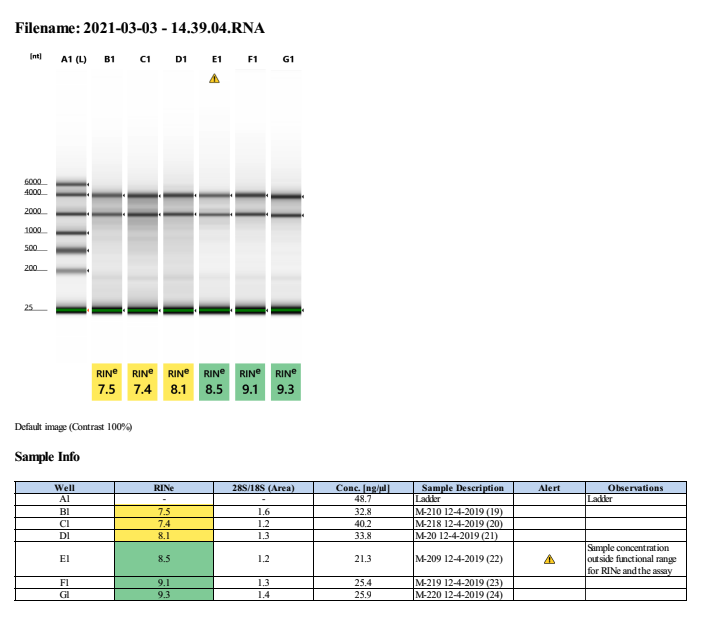 Filename: 2021-03-03 - 14.39.04.RNA
[nt] A1 (L) B1 C1 D1 E1 F1 G1
6000
4000
2000
1000
500
200
25
RINe RINe RINe RINe RINe RINe
7.5 7.4 8.1 8.5 9.1 9.3
Default image (Contrast 100%)
Sample Info
Well RINe 28S/18S (Area) Conc. [ng/µl] Sample Description Alert Observations
A1 - - 48.7 Ladder Ladder
B1 7.5 1.6 32.8 M-210 12-4-2019 (19)
C1 7.4 1.2 40.2 M-218 12-4-2019 (20)
D1 8.1 1.3 33.8 M-20 12-4-2019 (21)
E1 8.5 1.2 21.3 M-209 12-4-2019 (22) Sample concentration
outside functional range
for RINe and the assay
F1 9.1 1.3 25.4 M-219 12-4-2019 (23)
G1 9.3 1.4 25.9 M-220 12-4-2019 (24)